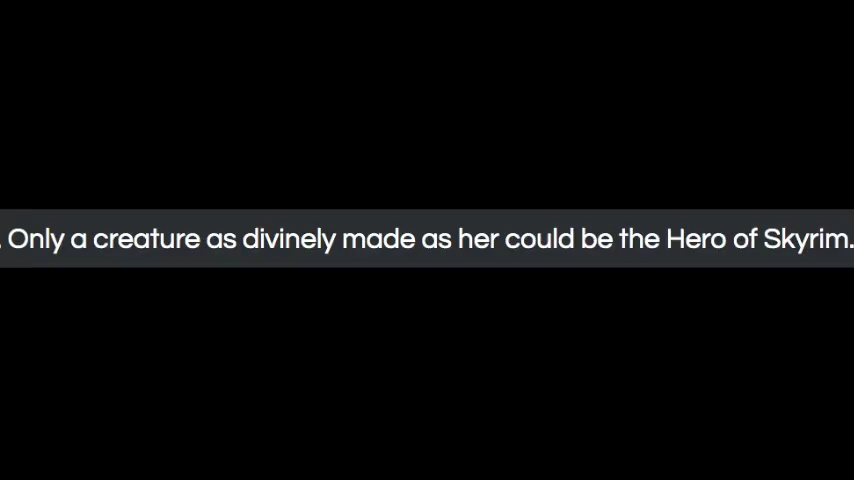 . Only a creature as divinely made as her could be the Hero of Skyrim.